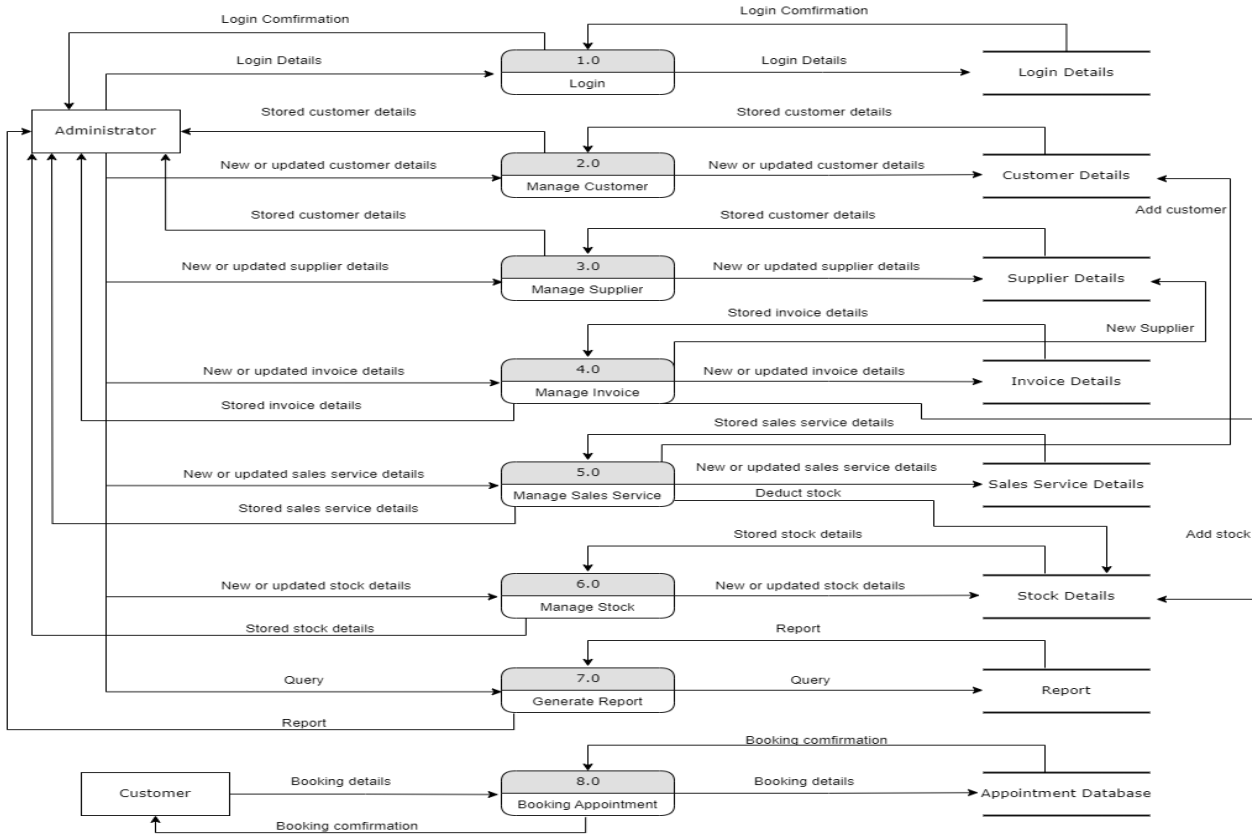 Login Comfirmation
Login Comfirmation
1.0
Login Details
Login Details
Login Details
Login
Stored customer details
Stored customer details
Administrator
2.0
New or updated customer details
New or updated customer details
Customer Details
Manage Customer
Add customer
Stored customer details
Stored customer details
3.0
New or updated supplier details
New or updated supplier details
Supplier Details
Manage Supplier
Stored invoice details
New Supplier
4.0
New or updated invoice details
New or updated invoice details
Invoice Details
Manage Invoice
Stored invoice details
Stored sales service details
5.0
New or updated sales service details
New or updated sales service details
Sales Service Details
Manage Sales Service
Deduct stock
Stored sales service details
Stored stock details
Add stock
6.0
New or updated stock details
New or updated stock details
Stock Details
Manage Stock
Stored stock details
Report
7.0
Query
Query
Report
Generate Report
Report
Booking comfirmation
8.0
Customer
Booking details
Booking details
Appointment Database
Booking Appointment
Booking comfirmation